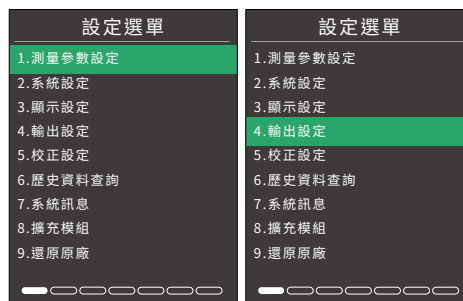 設定選單
1.測量參數設定
2.系統設定
3.顯示設定
4.輸出設定
5.校正設定
6.歷史資料查詢
7.系統訊息
8.擴充模組
9.還原原廠
設定選單
1.測量參數設定
2.系統設定
3.顯示設定
4.輸出設定
5.校正設定
6.歷史資料查詢
7.系統訊息
8.擴充模組
9.還原原廠